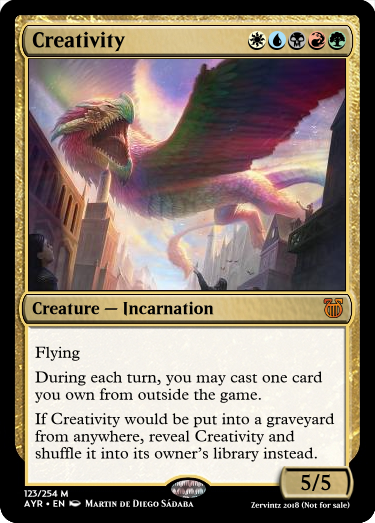 Creativity
Creature — Incarnation
Flying
During each turn, you may cast one card
you own from outside the game.
If Creativity would be put into a graveyard
from anywhere, reveal Creativity and
shuffle it into its owner's library instead.
5/5
123/254 M
AYR • EN Martin de Diego Sádaba
Zervintz 2018 (Not for sale)